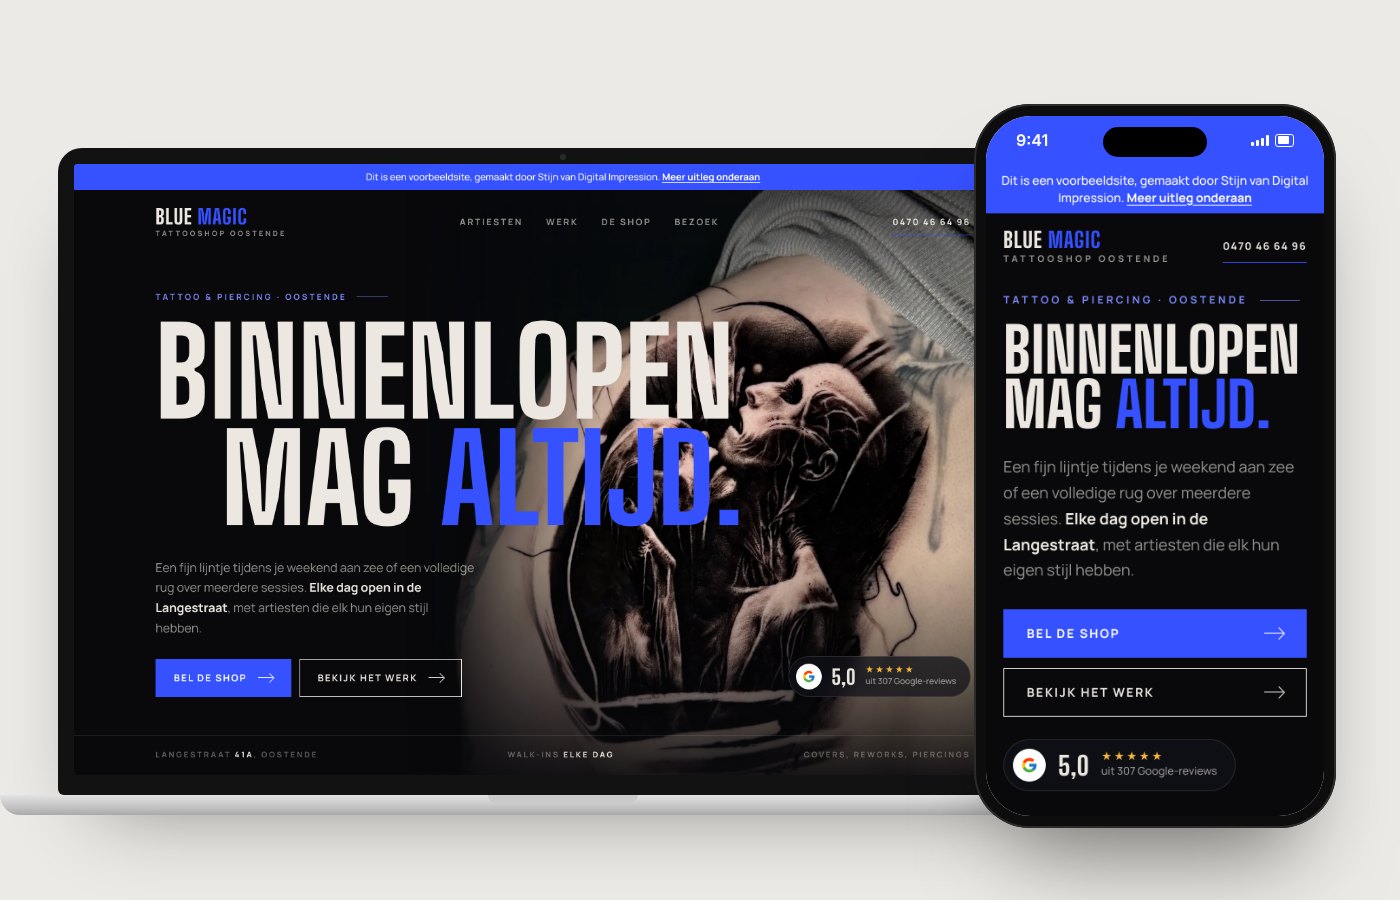 Dit is een voorbeeldsite, gemaakt door Stijn van Digital Impression. Meer uitleg onderaan
BLUE MAGIC
TATTOOSHOP OOSTENDE
ARTIESTEN WERK DE SHOP BEZOEK
0470 46 64 96
TATTOO & PIERCING · OOSTENDE
BINNENLOPEN
MAG ALTIJD.
Een fijn lijntje tijdens je weekend aan zee of een volledige
rug over meerdere sessies. Elke dag open in de
Langestraat, met artiesten die elk hun eigen stijl
hebben.
BEL DE SHOP
BEKIJK HET WERK
5,0
★★★★★
uit 307 Google-reviews
LANGESTRAAT 41A, OOSTENDE
WALK-INS ELKE DAG
COVERS, REWORKS, PIERCINGS
9:41
Dit is een voorbeeldsite, gemaakt door Stijn van Digital
Impression. Meer uitleg onderaan
BLUE MAGIC
TATTOOSHOP OOSTENDE
0470 46 64 96
TATTOO & PIERCING · OOSTENDE
BINNENLOPEN
MAG ALTIJD.
Een fijn lijntje tijdens je weekend aan zee
of een volledige rug over meerdere
sessies. Elke dag open in de
Langestraat, met artiesten die elk hun
eigen stijl hebben.
BEL DE SHOP
BEKIJK HET WERK
5,0
★★★★★
uit 307 Google-reviews